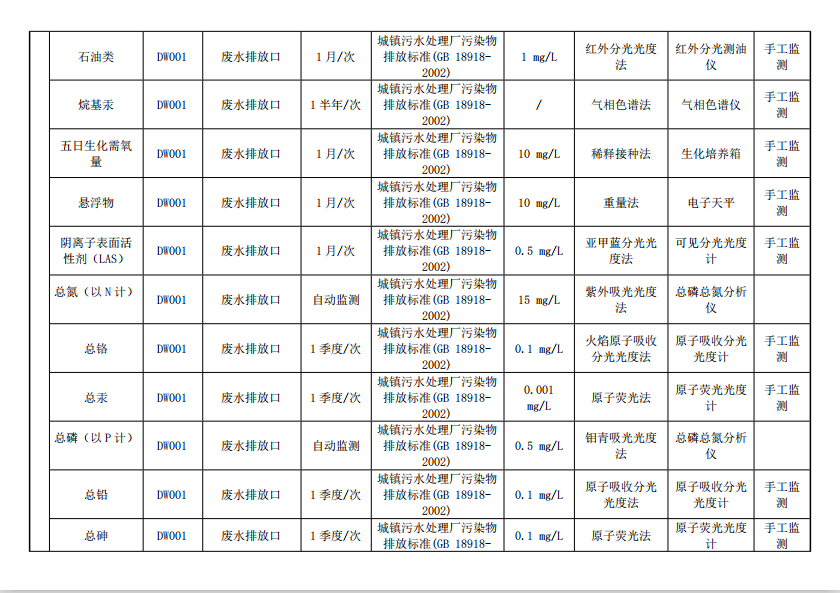 石油类 DW001 废水排放口 1 月/次 城镇污水处理厂污染物排放标准(GB 18918-2002) 1 mg/L 红外分光光度法 红外分光测油仪 手工监测
烷基汞 DW001 废水排放口 1 半年/次 城镇污水处理厂污染物排放标准(GB 18918-2002) / 气相色谱法 气相色谱仪 手工监测
五日生化需氧量 DW001 废水排放口 1 月/次 城镇污水处理厂污染物排放标准(GB 18918-2002) 10 mg/L 稀释接种法 生化培养箱 手工监测
悬浮物 DW001 废水排放口 1 月/次 城镇污水处理厂污染物排放标准(GB 18918-2002) 10 mg/L 重量法 电子天平 手工监测
阴离子表面活性剂（LAS） DW001 废水排放口 1 月/次 城镇污水处理厂污染物排放标准(GB 18918-2002) 0.5 mg/L 亚甲蓝分光光度法 可见分光光度计 手工监测
总氮（以 N 计） DW001 废水排放口 自动监测 城镇污水处理厂污染物排放标准(GB 18918-2002) 15 mg/L 紫外吸光光度法 总磷总氮分析仪
总铬 DW001 废水排放口 1 季度/次 城镇污水处理厂污染物排放标准(GB 18918-2002) 0.1 mg/L 火焰原子吸收分光光度法 原子吸收分光光度计 手工监测
总汞 DW001 废水排放口 1 季度/次 城镇污水处理厂污染物排放标准(GB 18918-2002) 0.001 mg/L 原子荧光法 原子荧光光度计 手工监测
总磷（以 P 计） DW001 废水排放口 自动监测 城镇污水处理厂污染物排放标准(GB 18918-2002) 0.5 mg/L 钼青吸光光度法 总磷总氮分析仪
总铅 DW001 废水排放口 1 季度/次 城镇污水处理厂污染物排放标准(GB 18918-2002) 0.1 mg/L 原子吸收分光光度法 原子吸收分光光度计 手工监测
总砷 DW001 废水排放口 1 季度/次 城镇污水处理厂污染物排放标准(GB 18918- 0.1 mg/L 原子荧光法 原子荧光光度计 手工监测